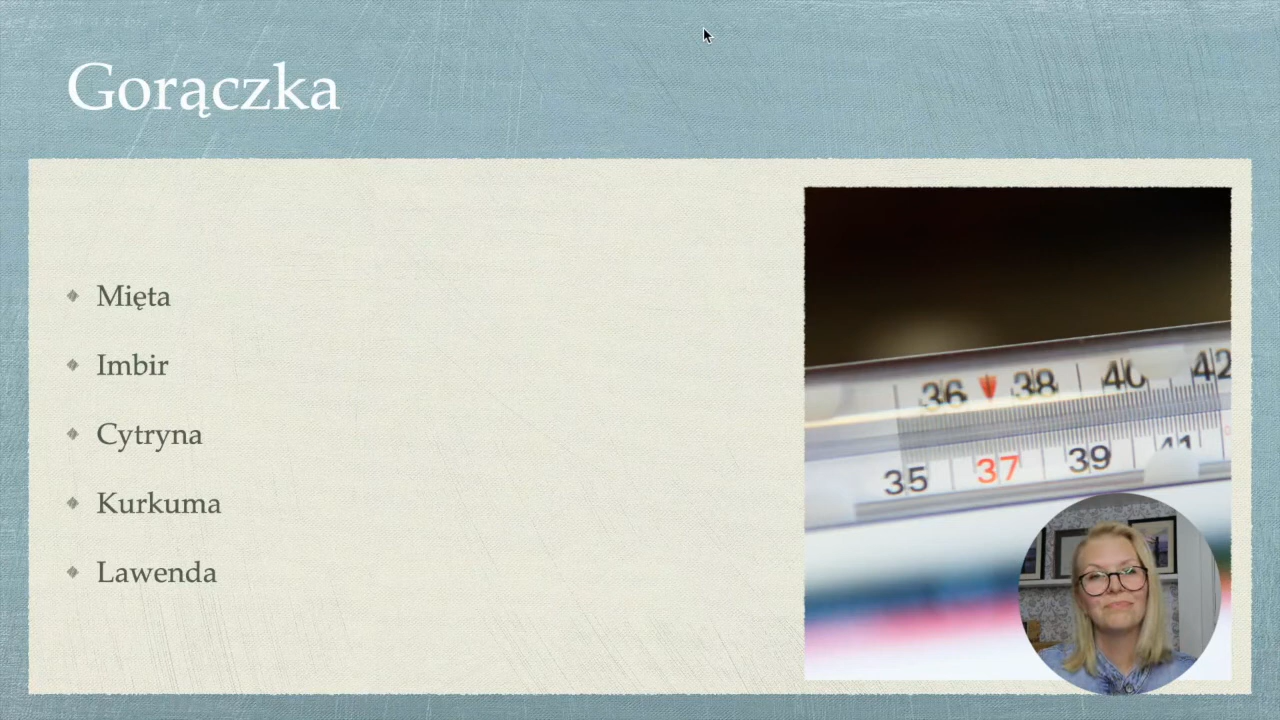 Gorączka
Mięta
Imbir
Cytryna
Kurkuma
Lawenda
36 38 40 42
35 37 39 41